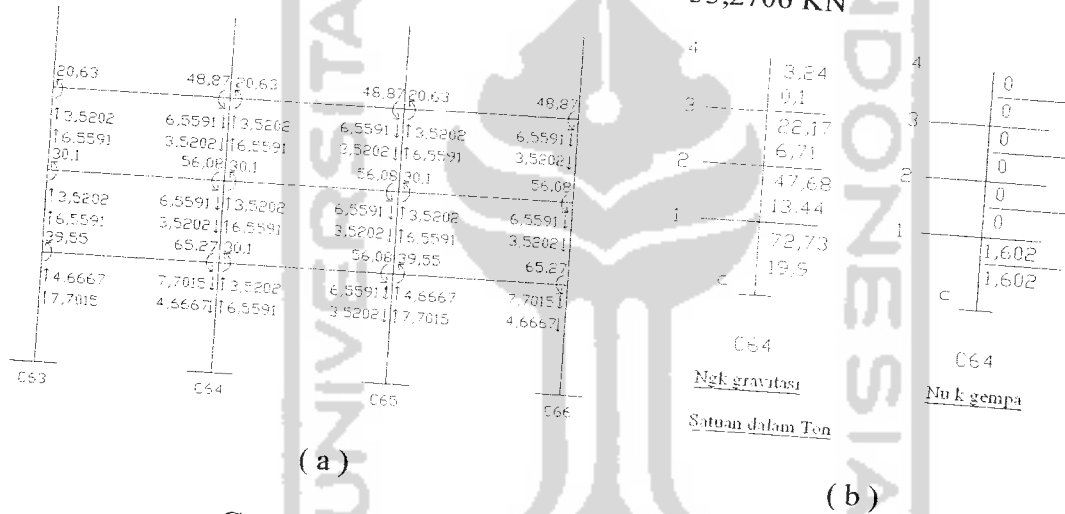 55,2706 KN
20,63 48,87 20,63 48,87 20,63 48,87
↑3,5202 6,5591↓ ↑3,5202 6,5591↓ ↑3,5202 6,5591↓
↑6,5591 3,5202↓ ↑6,5591 3,5202↓ ↑6,5591 3,5202↓
30.1 56,08 30.1 56,08 30.1 56,08
↑3,5202 6,5591↓ ↑3,5202 6,5591↓ ↑3,5202 6,5591↓
↑6,5591 3,5202↓ ↑6,5591 3,5202↓ ↑6,5591 3,5202↓
39,55 65.27 30.1 56,08 39,55 65.27
↑4.6667 7,7015↓ ↑3,5202 6,5591↓ ↑4.6667 7,7015↓
↑7,7015 4.6667↓ ↑6,5591 3,5202↓ ↑7,7015 4.6667↓
C63 C64 C65 C66
( a )
4
3,24
0,1
3
22,17
6,71
2
47,68
13.44
1
72,73
19,9
C64
Ngk gravitasi
Satuan dalam Ton
4
0
0
3
0
0
2
0
0
1
1,602
1,602
c
C64
Nu k gempa
( b )
UNIVERSITA
INDONESIA